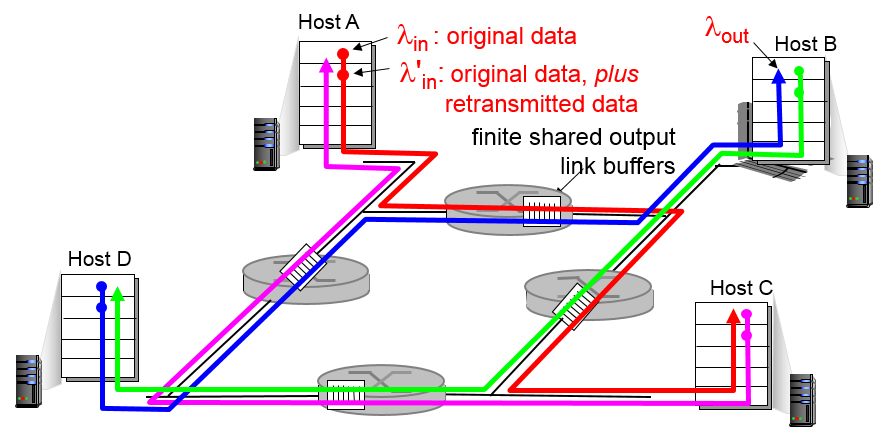 Host A
λin : original data
λ'in: original data, plus
retransmitted data
λout
Host B
finite shared output
link buffers
Host D
Host C